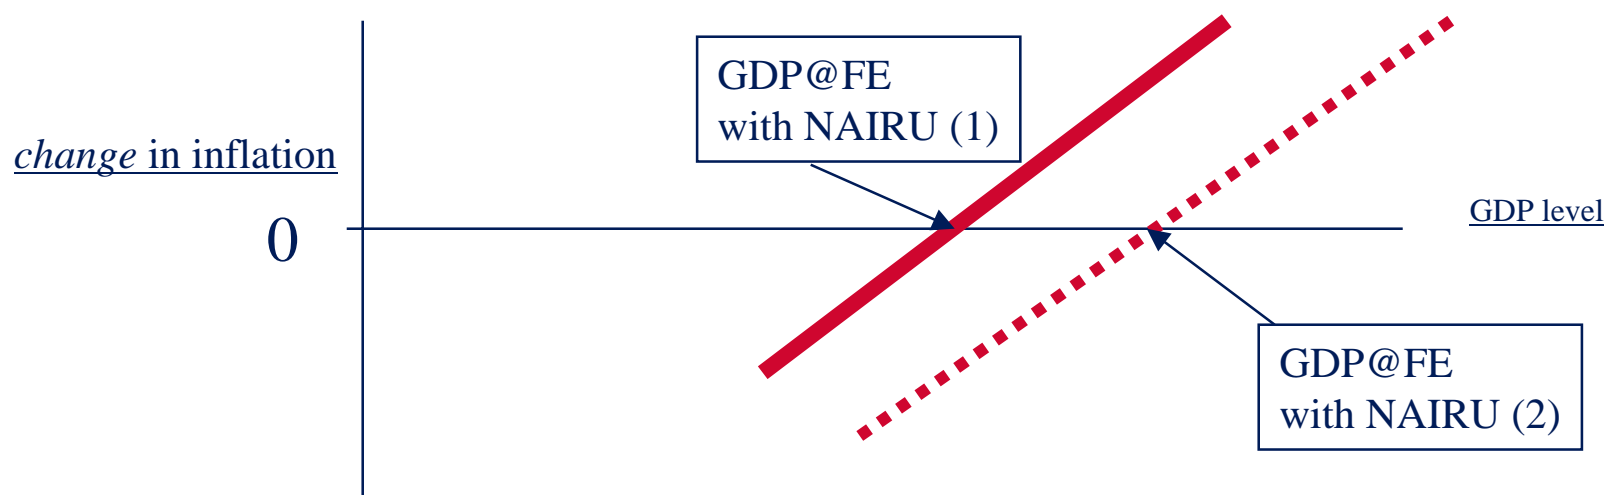 GDP@FE
with NAIRU (1)
change in inflation
0
GDP level
GDP@FE
with NAIRU (2)